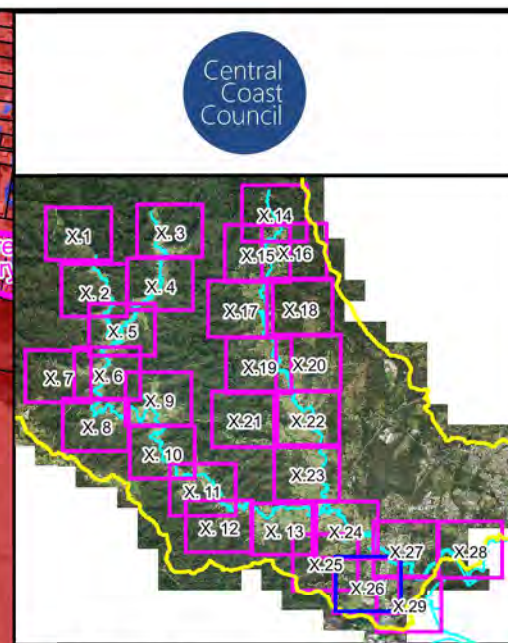 Central
Coast
Council
X.14
X.1
X. 3
X.15
X.16
X. 2
X. 4
X.17
X.18
X. 5
X.19
X.20
X. 7
X. 6
X. 9
X. 8
X.21
X.22
X. 10
X.23
X. 11
X. 12
X. 13
X.24
X.27
X.28
X.25
X.26
X.29